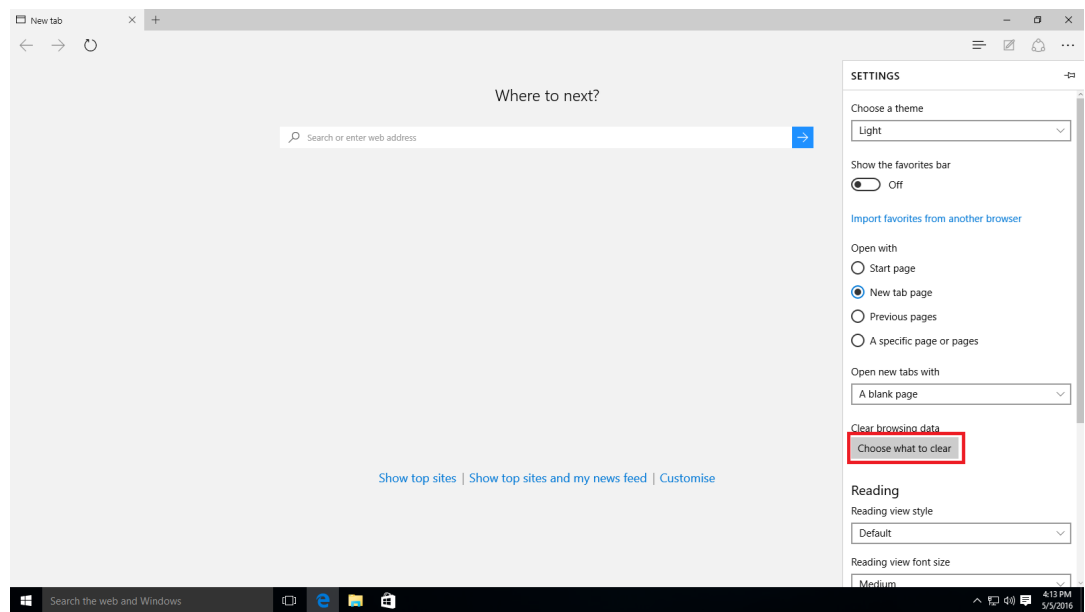 New tab
Where to next?
Search or enter web address
Show top sites | Show top sites and my news feed | Customise
SETTINGS
Choose a theme
Light
Show the favorites bar
Off
Import favorites from another browser
Open with
Start page
New tab page
Previous pages
A specific page or pages
Open new tabs with
A blank page
Clear browsing data
Choose what to clear
Reading
Reading view style
Default
Reading view font size
Medium
Search the web and Windows
4:13 PM
5/5/2016